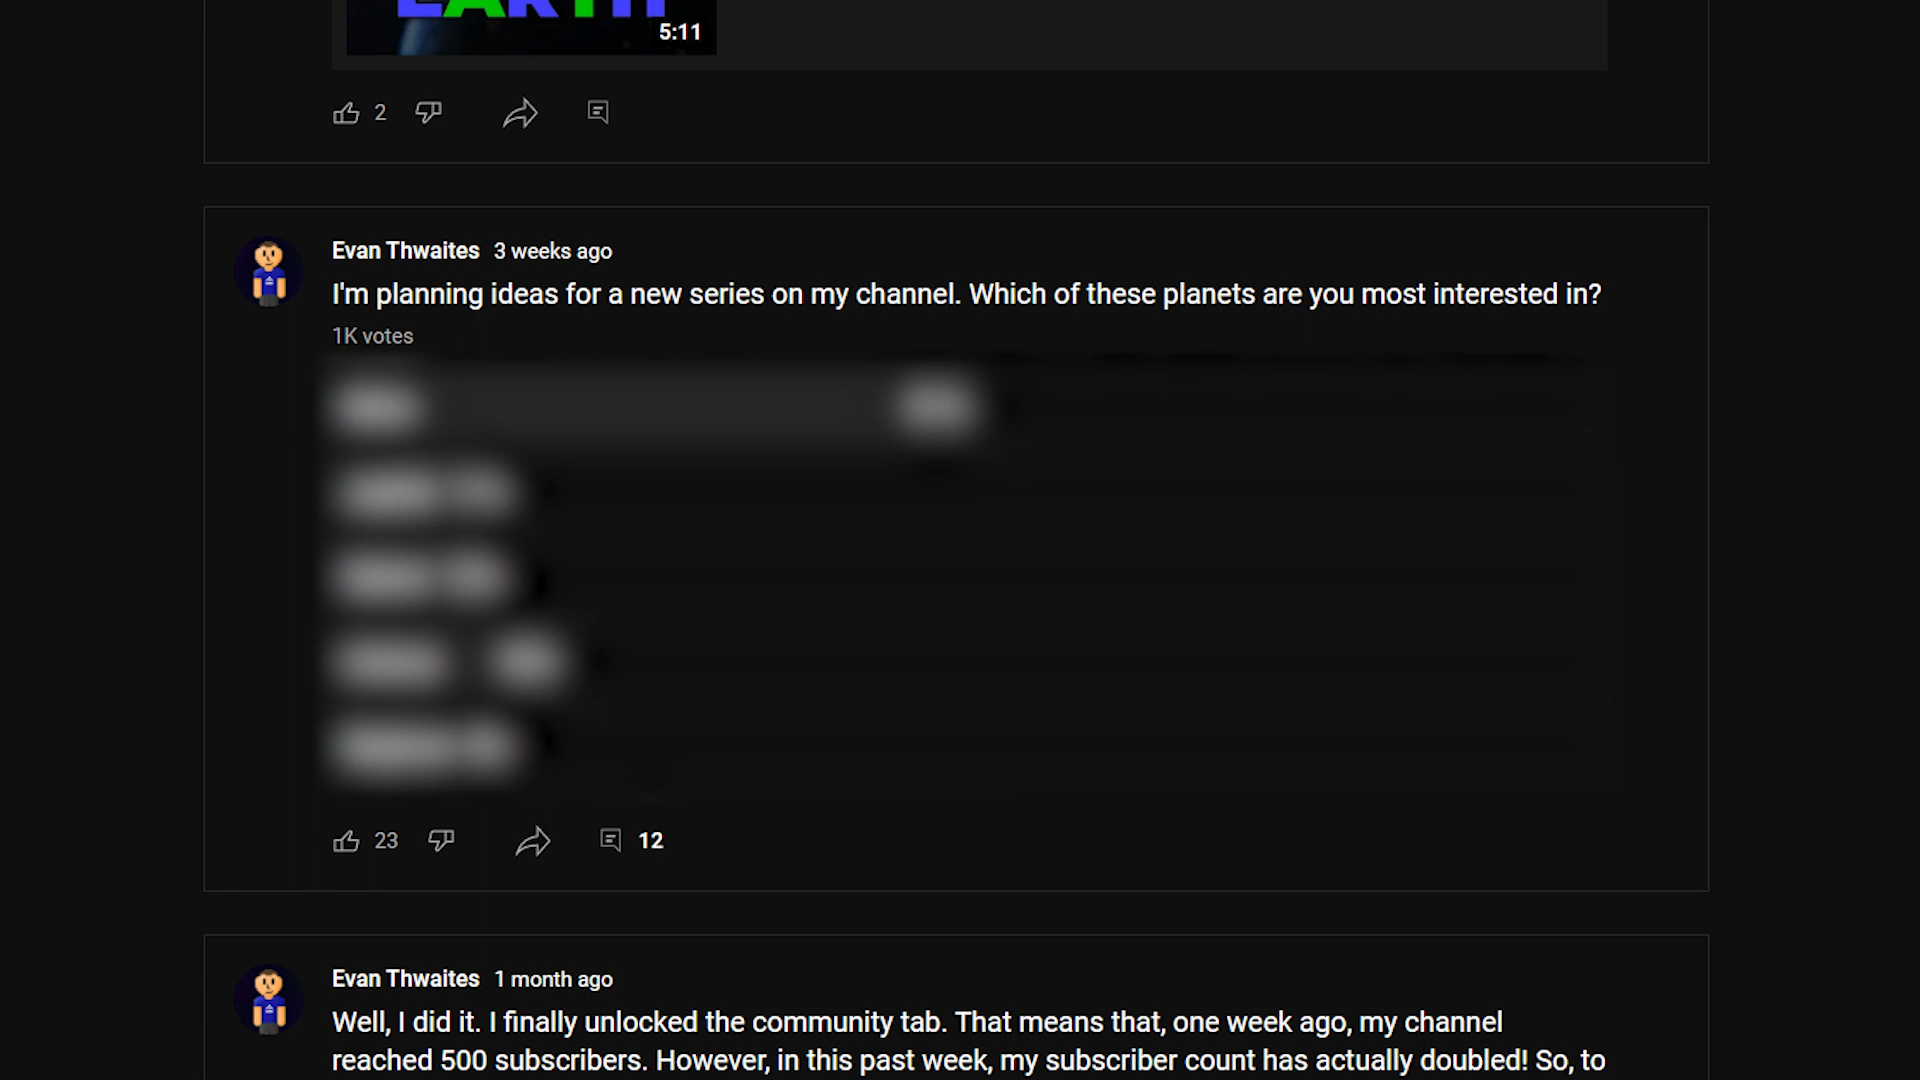 EARTH
5:11
2
Evan Thwaites 3 weeks ago
I'm planning ideas for a new series on my channel. Which of these planets are you most interested in?
1K votes
23 12
Evan Thwaites 1 month ago
Well, I did it. I finally unlocked the community tab. That means that, one week ago, my channel
reached 500 subscribers. However, in this past week, my subscriber count has actually doubled! So, to